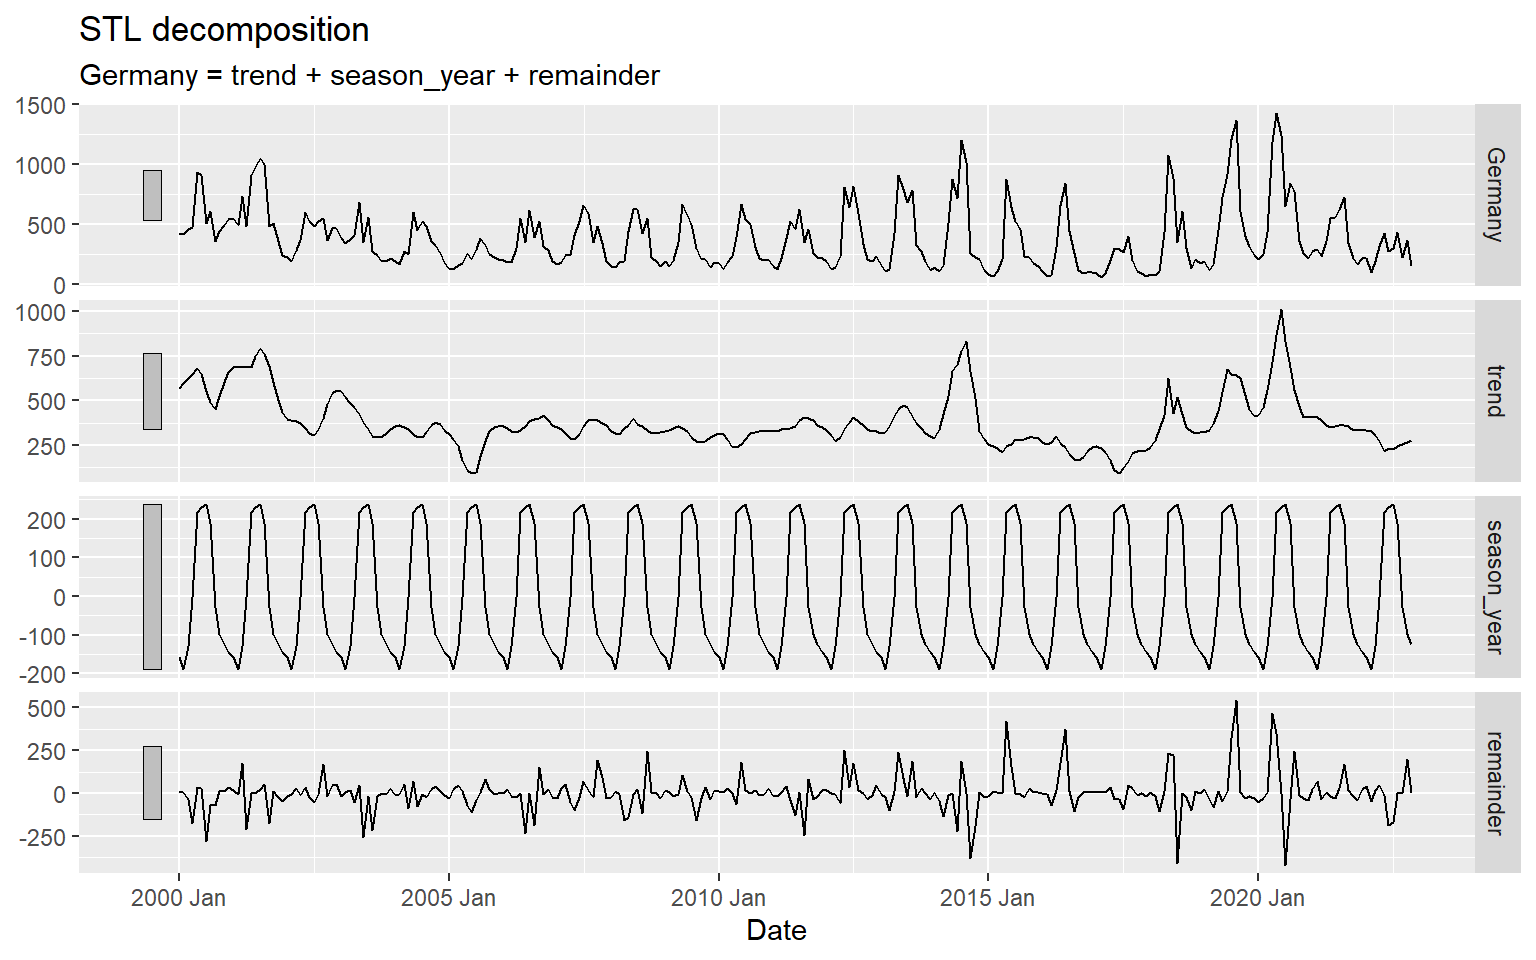 STL decomposition
Germany = trend + season_year + remainder
1500
1000
500
0
Germany
1000
750
500
250
trend
200
100
0
-100
-200
season_year
500
250
0
-250
remainder
2000 Jan
2005 Jan
2010 Jan
2015 Jan
2020 Jan
Date